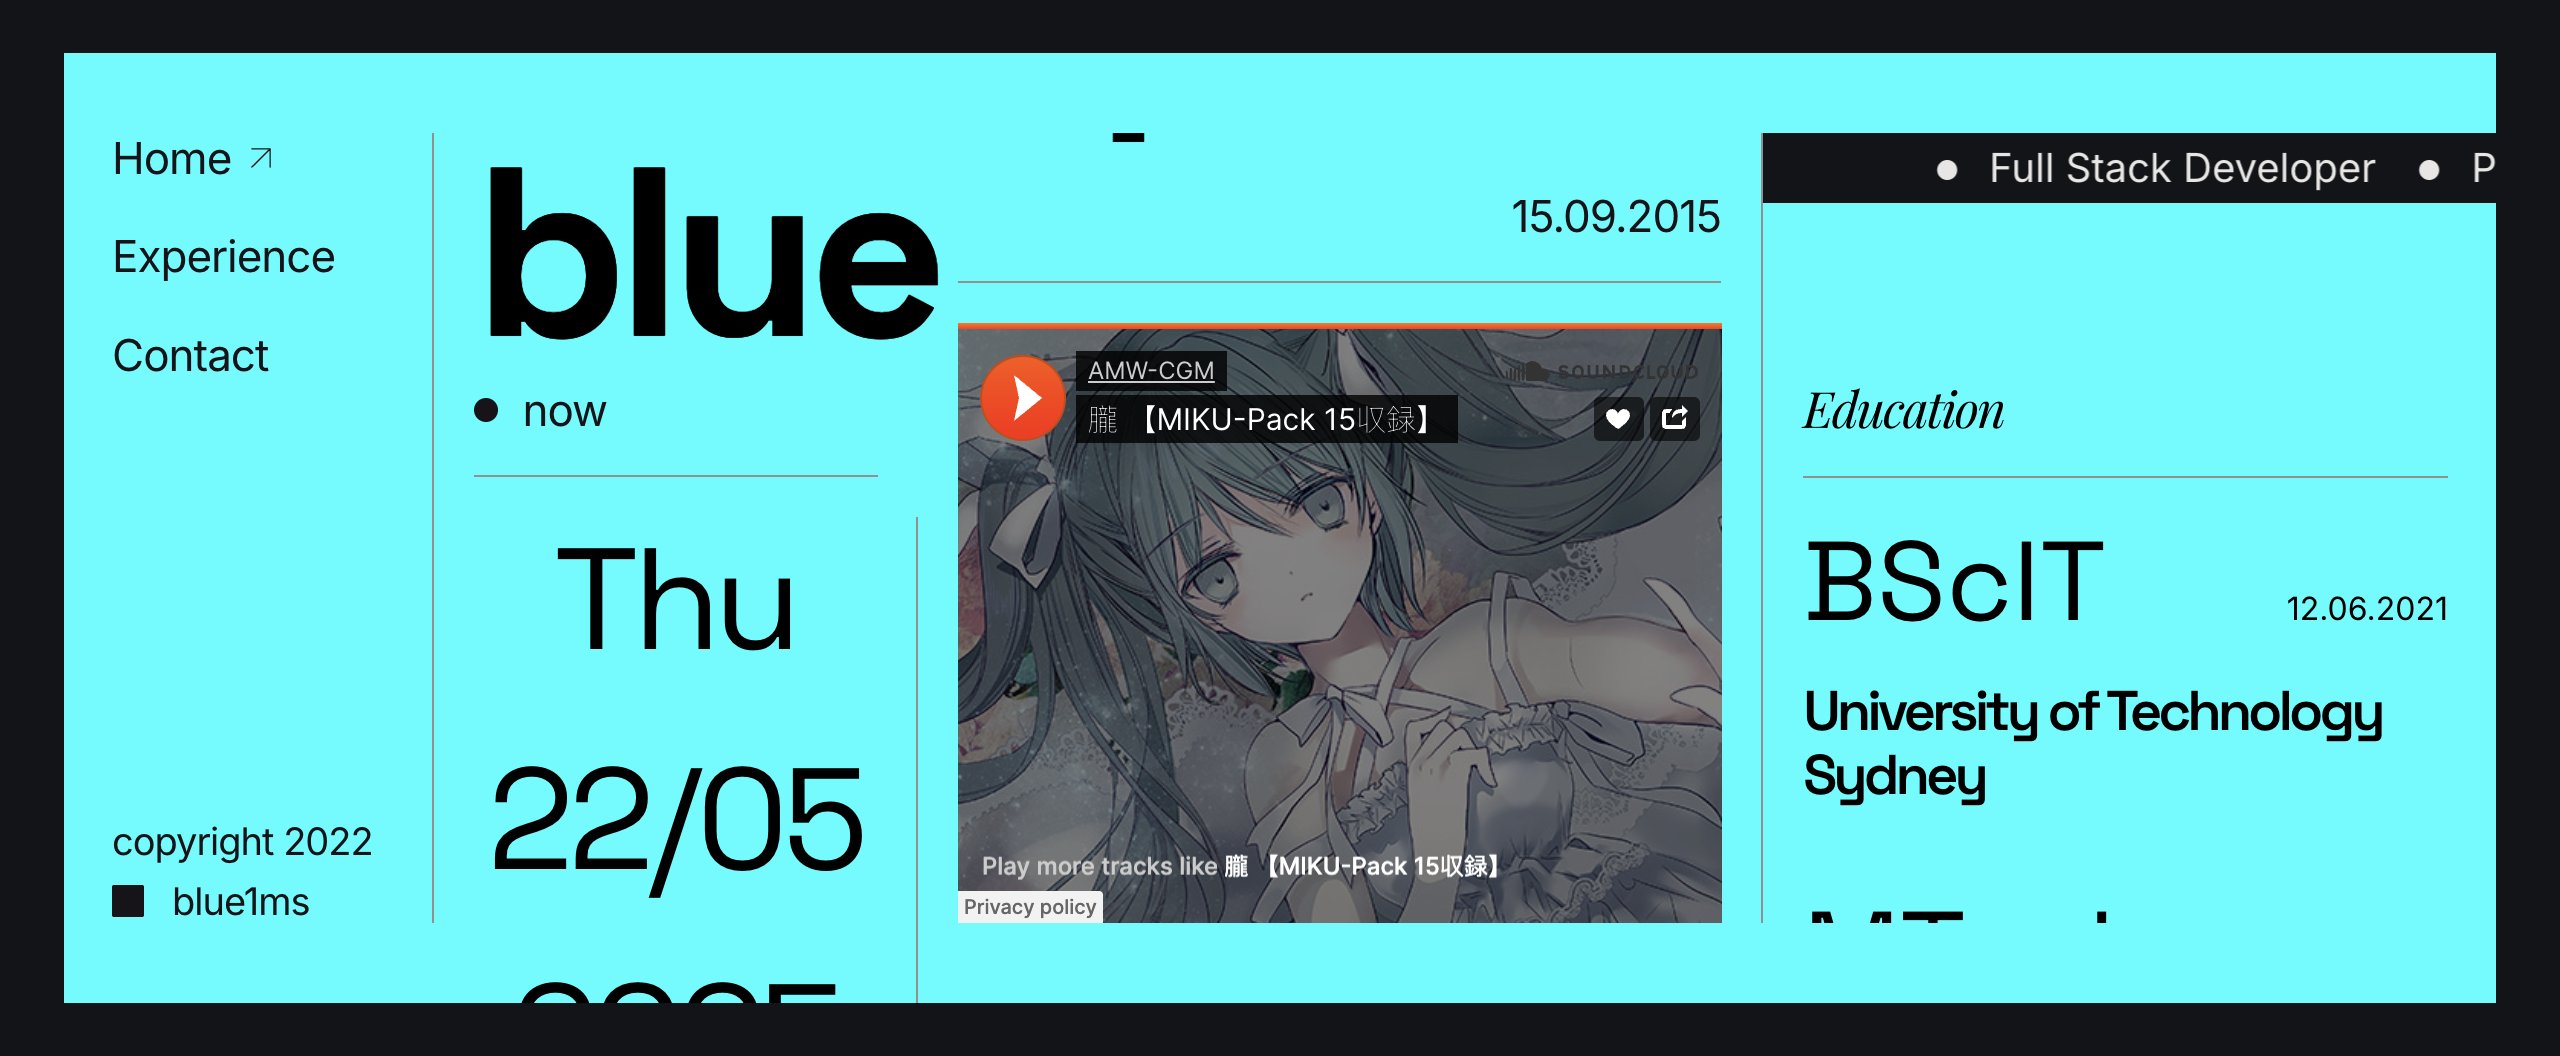 Home
Experience
Contact
copyright 2022
blue1ms
blue
now
Thu
22/05
15.09.2015
AMW-CGM
朧 【MIKU-Pack 15収録】
SOUNDCLOUD
Play more tracks like 朧 【MIKU-Pack 15収録】
Privacy policy
● Full Stack Developer ● P
Education
BScIT
12.06.2021
University of Technology
Sydney